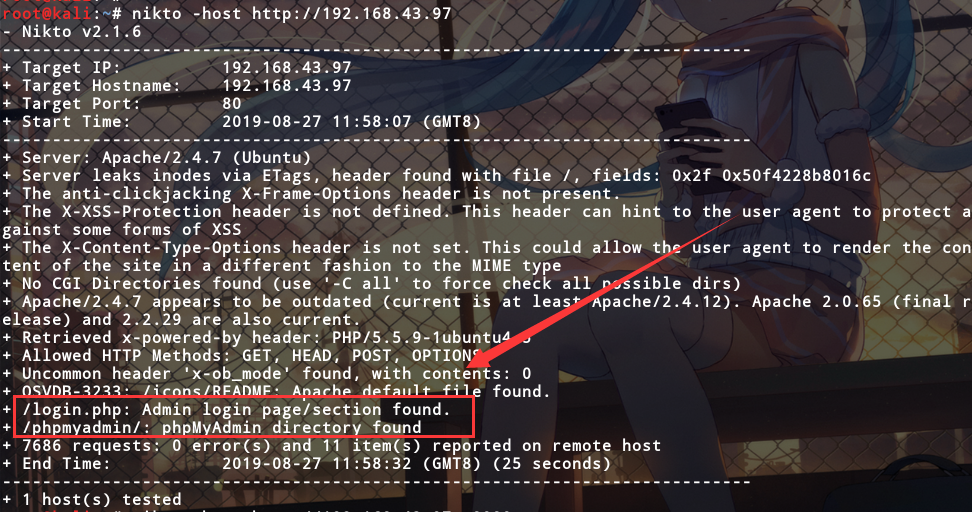 root@kali:~# nikto -host http://192.168.43.97
- Nikto v2.1.6
---------------------------------------------------------------------------
+ Target IP:          192.168.43.97
+ Target Hostname:    192.168.43.97
+ Target Port:        80
+ Start Time:         2019-08-27 11:58:07 (GMT8)
---------------------------------------------------------------------------
+ Server: Apache/2.4.7 (Ubuntu)
+ Server leaks inodes via ETags, header found with file /, fields: 0x2f 0x50f4228b8016c
+ The anti-clickjacking X-Frame-Options header is not present.
+ The X-XSS-Protection header is not defined. This header can hint to the user agent to protect a
gainst some forms of XSS
+ The X-Content-Type-Options header is not set. This could allow the user agent to render the con
tent of the site in a different fashion to the MIME type
+ No CGI Directories found (use '-C all' to force check all possible dirs)
+ Apache/2.4.7 appears to be outdated (current is at least Apache/2.4.12). Apache 2.0.65 (final r
elease) and 2.2.29 are also current.
+ Retrieved x-powered-by header: PHP/5.5.9-1ubuntu4.
+ Allowed HTTP Methods: GET, HEAD, POST, OPTIONS
+ Uncommon header 'x-ob_mode' found, with contents: 0
+ OSVDB-3233: /icons/README: Apache default file found.
+ /login.php: Admin login page/section found.
+ /phpmyadmin/: phpMyAdmin directory found
+ 7686 requests: 0 error(s) and 11 item(s) reported on remote host
+ End Time:           2019-08-27 11:58:32 (GMT8) (25 seconds)
---------------------------------------------------------------------------
+ 1 host(s) tested